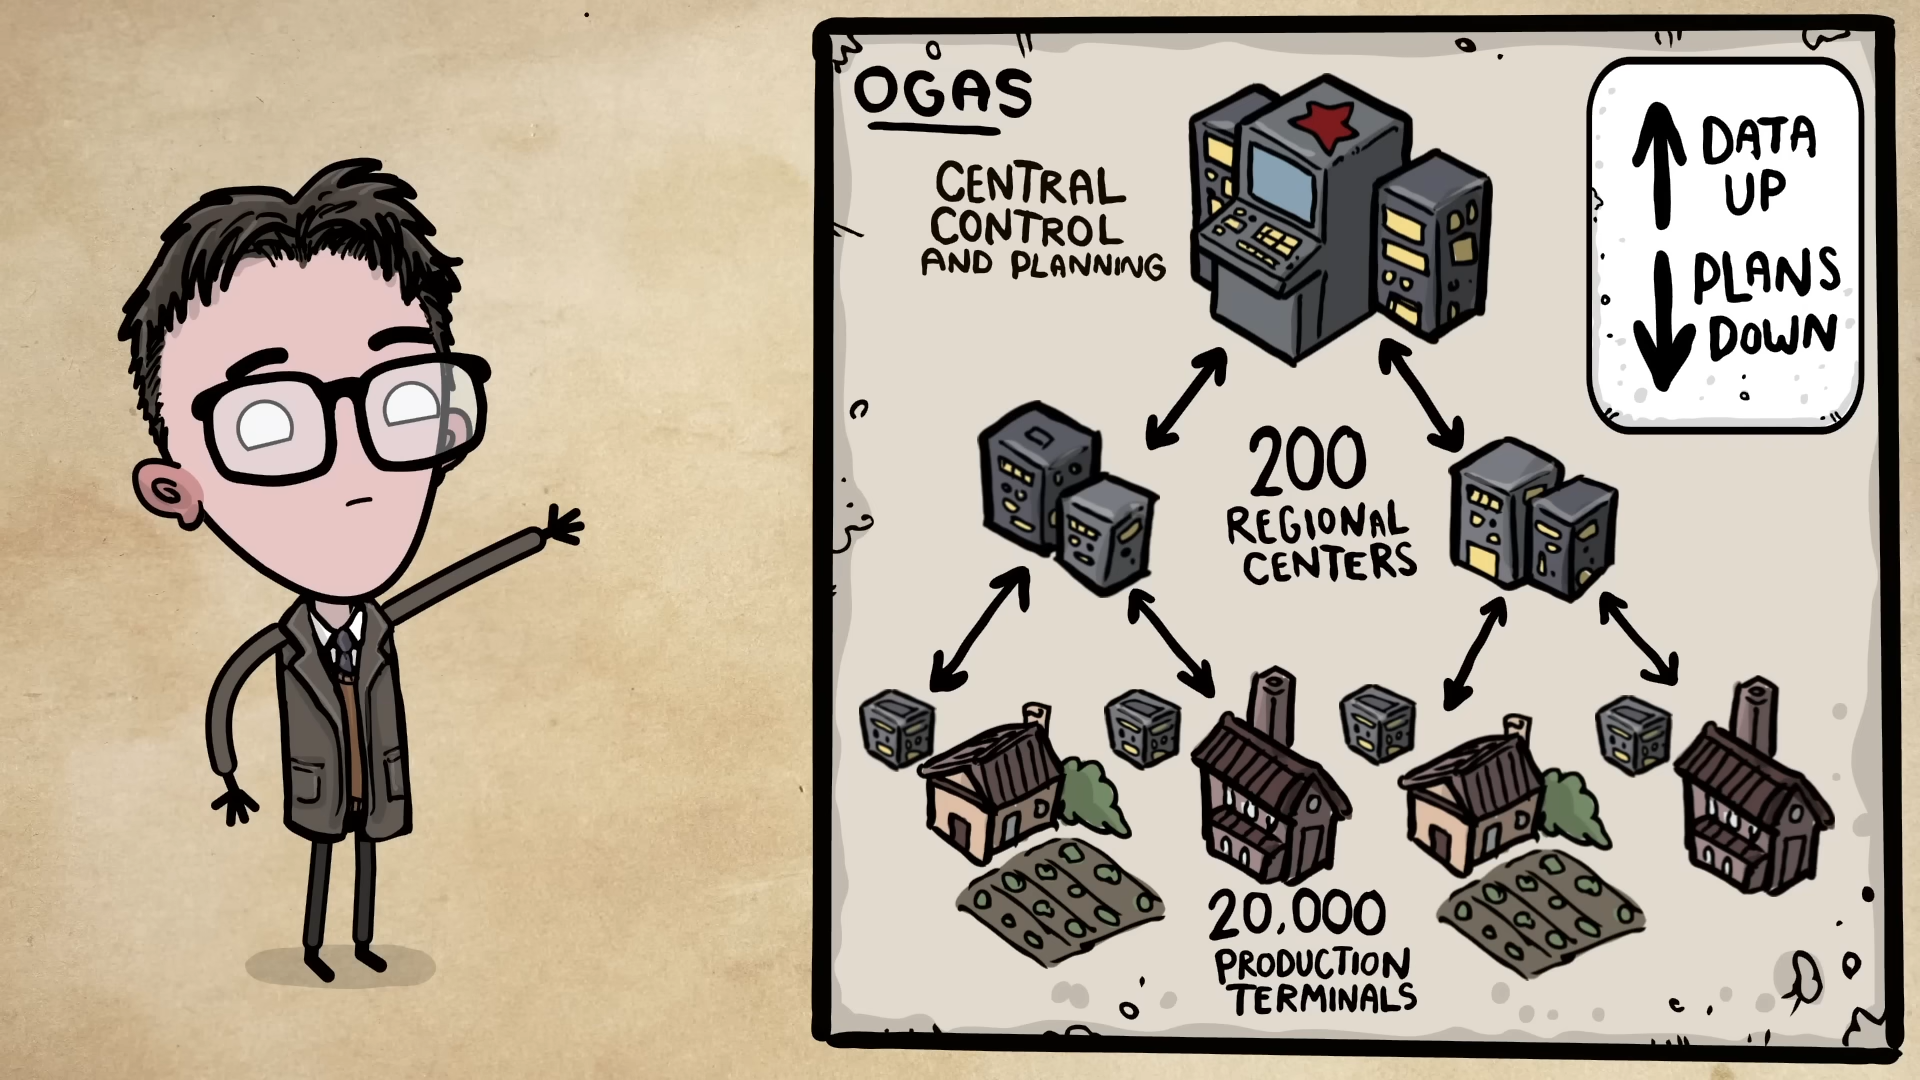 OGAS
CENTRAL
CONTROL
AND PLANNING
DATA
UP
PLANS
DOWN
200
REGIONAL
CENTERS
20,000
PRODUCTION
TERMINALS